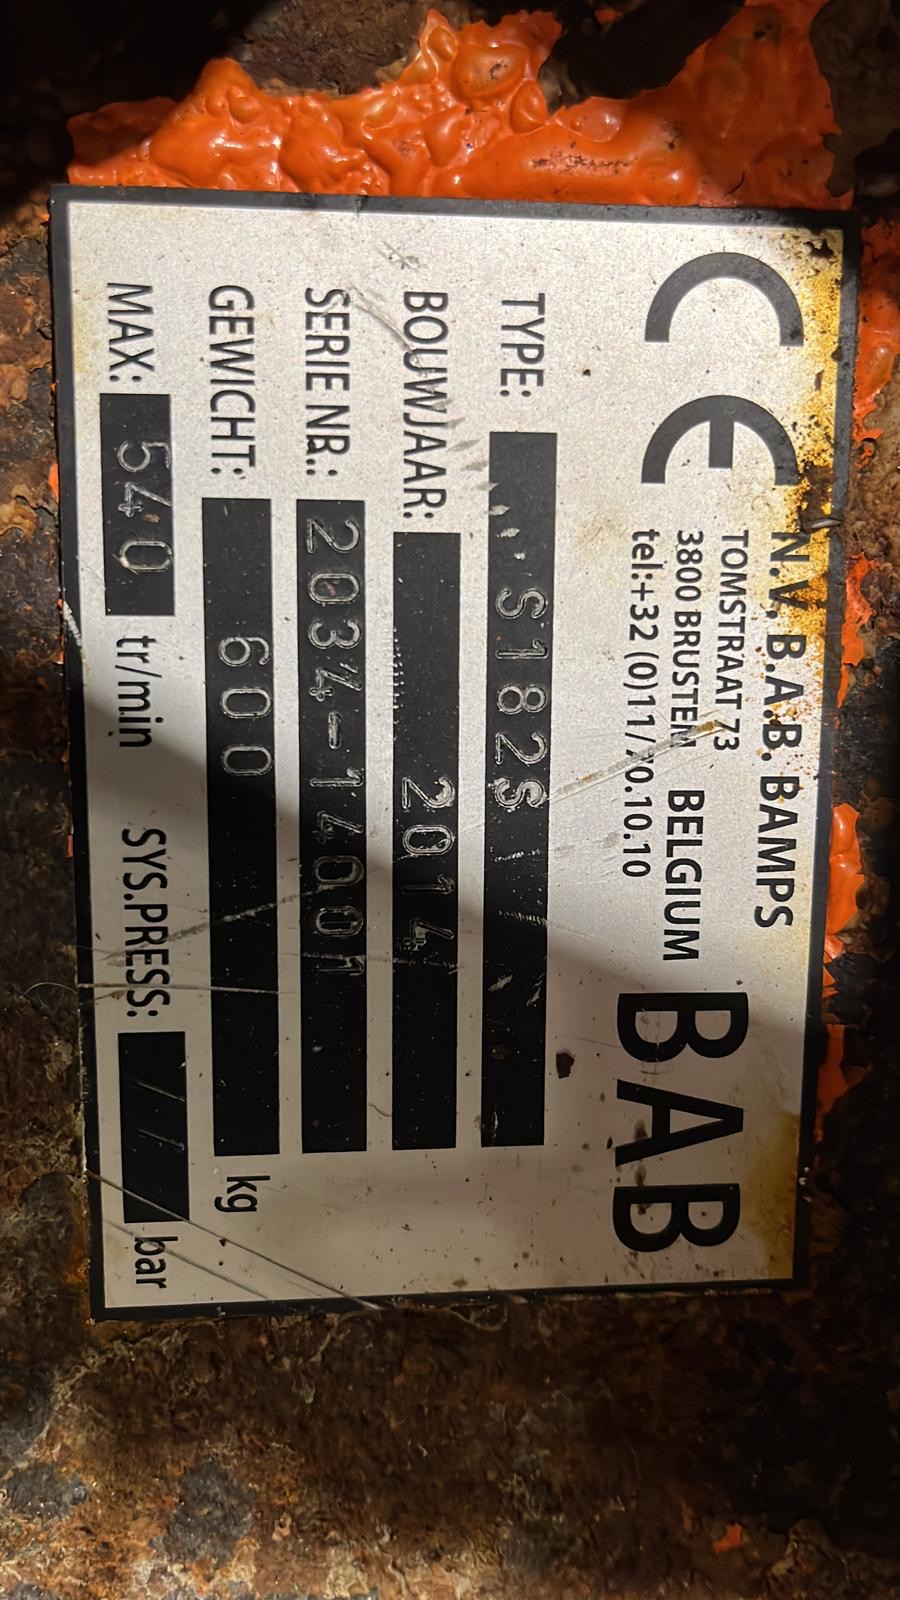 CE
N.V. B.A.B. BAMPS
TOMSTRAAT 73
3800 BRUSTEM BELGIUM
tel:+32 (0)11/70.10.10
BAB
TYPE: S182S
BOUWJAAR: 2014
SERIE NR.: 2034-14001
GEWICHT: 600 kg
MAX: 540 tr/min SYS.PRESS: // bar